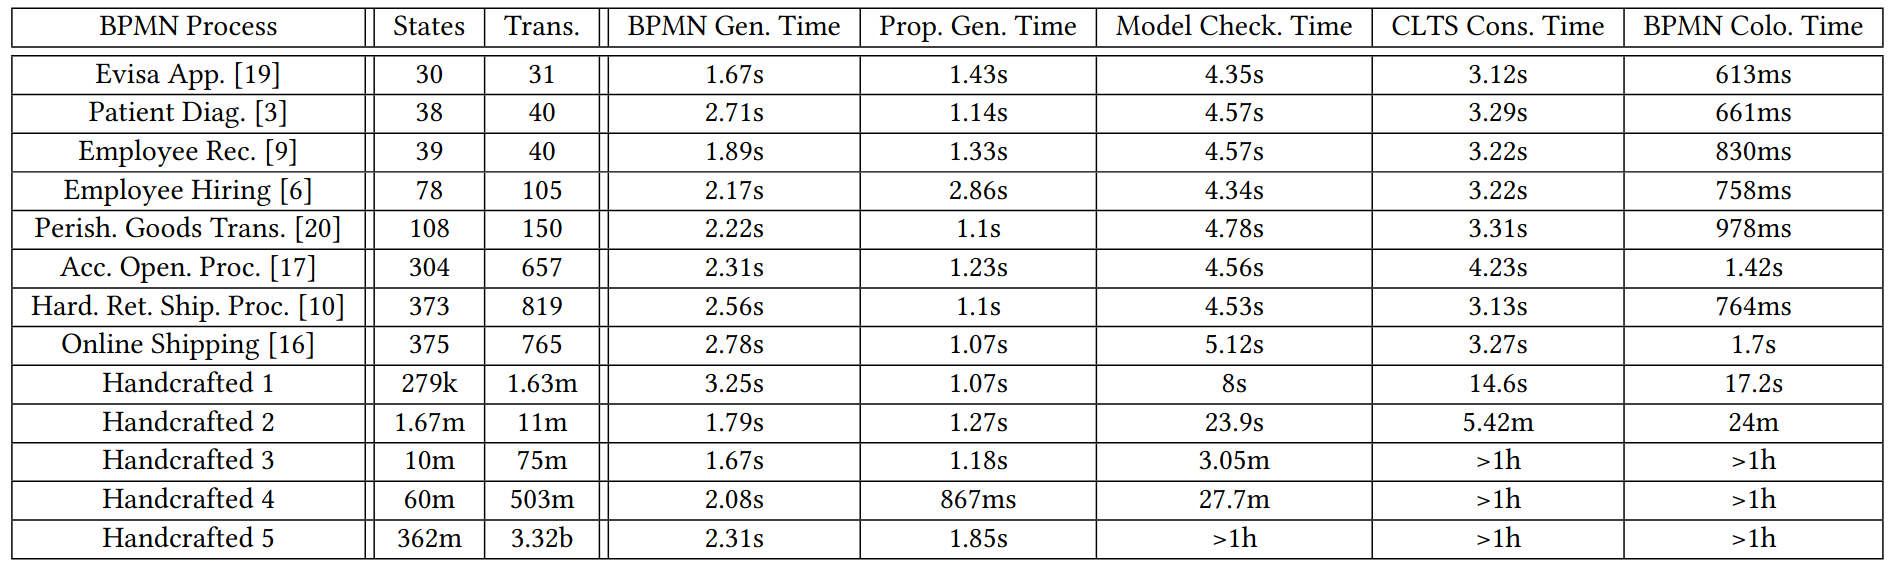 BPMN Process States Trans. BPMN Gen. Time Prop. Gen. Time Model Check. Time CLTS Cons. Time BPMN Colo. Time
Evisa App. [19] 30 31 1.67s 1.43s 4.35s 3.12s 613ms
Patient Diag. [3] 38 40 2.71s 1.14s 4.57s 3.29s 661ms
Employee Rec. [9] 39 40 1.89s 1.33s 4.57s 3.22s 830ms
Employee Hiring [6] 78 105 2.17s 2.86s 4.34s 3.22s 758ms
Perish. Goods Trans. [20] 108 150 2.22s 1.1s 4.78s 3.31s 978ms
Acc. Open. Proc. [17] 304 657 2.31s 1.23s 4.56s 4.23s 1.42s
Hard. Ret. Ship. Proc. [10] 373 819 2.56s 1.1s 4.53s 3.13s 764ms
Online Shipping [16] 375 765 2.78s 1.07s 5.12s 3.27s 1.7s
Handcrafted 1 279k 1.63m 3.25s 1.07s 8s 14.6s 17.2s
Handcrafted 2 1.67m 11m 1.79s 1.27s 23.9s 5.42m 24m
Handcrafted 3 10m 75m 1.67s 1.18s 3.05m >1h >1h
Handcrafted 4 60m 503m 2.08s 867ms 27.7m >1h >1h
Handcrafted 5 362m 3.32b 2.31s 1.85s >1h >1h >1h